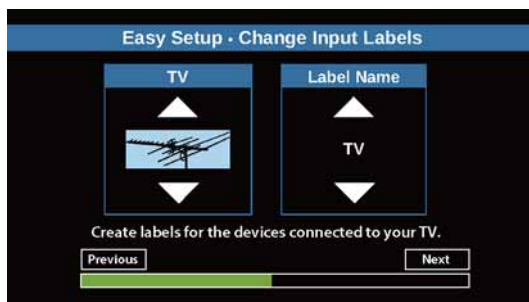 Easy Setup • Change Input Labels
TV
Label Name
TV
Create labels for the devices connected to your TV.
Previous
Next